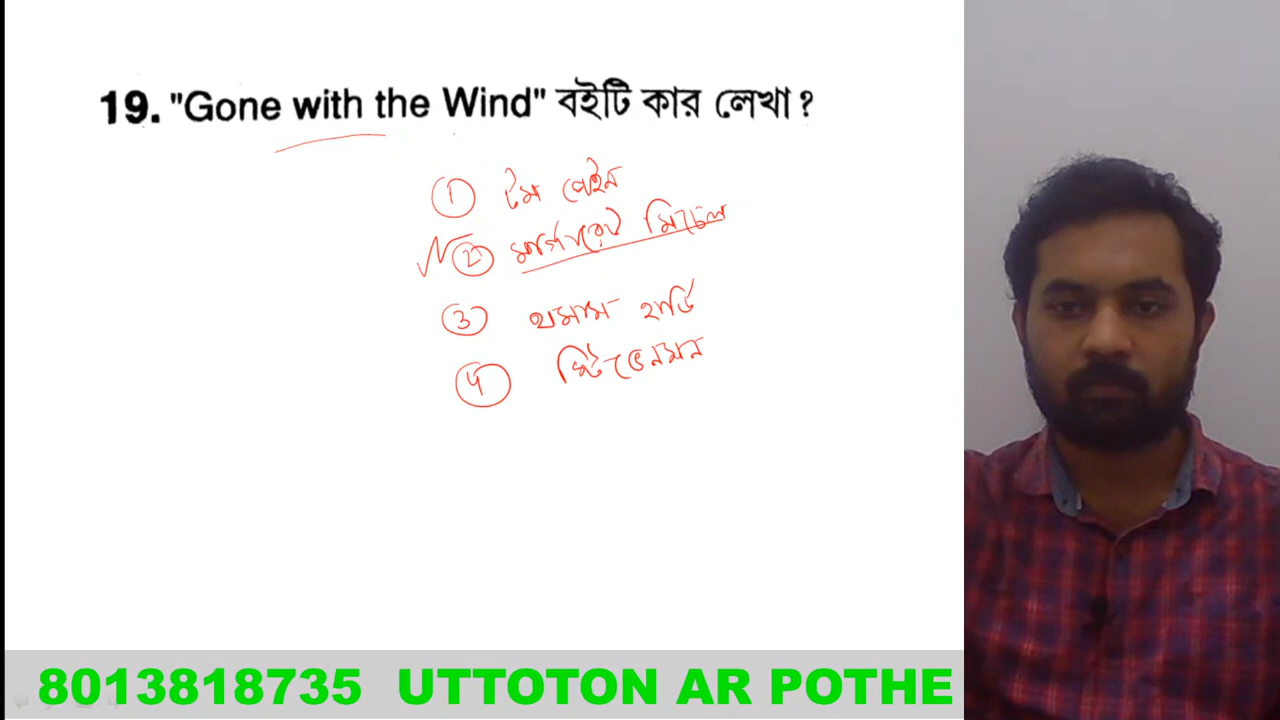 19. "Gone with the Wind" বইটি কার লেখা?
① টম পেইন
② মার্গারেট মিচেল
③ থমাস হার্ডি
④ স্টিভেনসন
8013818735 UTTOTON AR POTHE